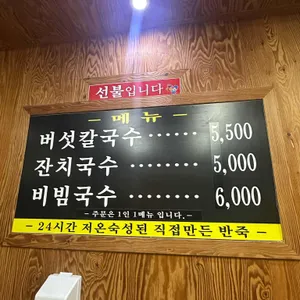 선불입니다
- 메뉴 -
버섯칼국수 ······· 5,500
잔치국수 ······· 5,000
비빔국수 ······· 6,000
- 주문은 1인 1메뉴 입니다. -
- 24시간 저온숙성된 직접만든 반죽 -